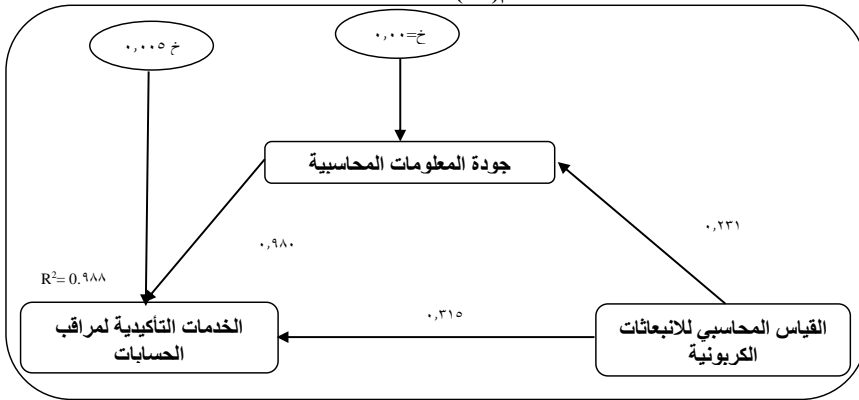 خ ٠,٠٠٥
خ=٠,٠٠
جودة المعلومات المحاسبية
٠,٢٣١
٠,٩٨٠
R²= 0.٩٨٨
الخدمات التأكيدية لمراقب
الحسابات
٠,٣١٥
القياس المحاسبي للانبعاثات
الكربونية